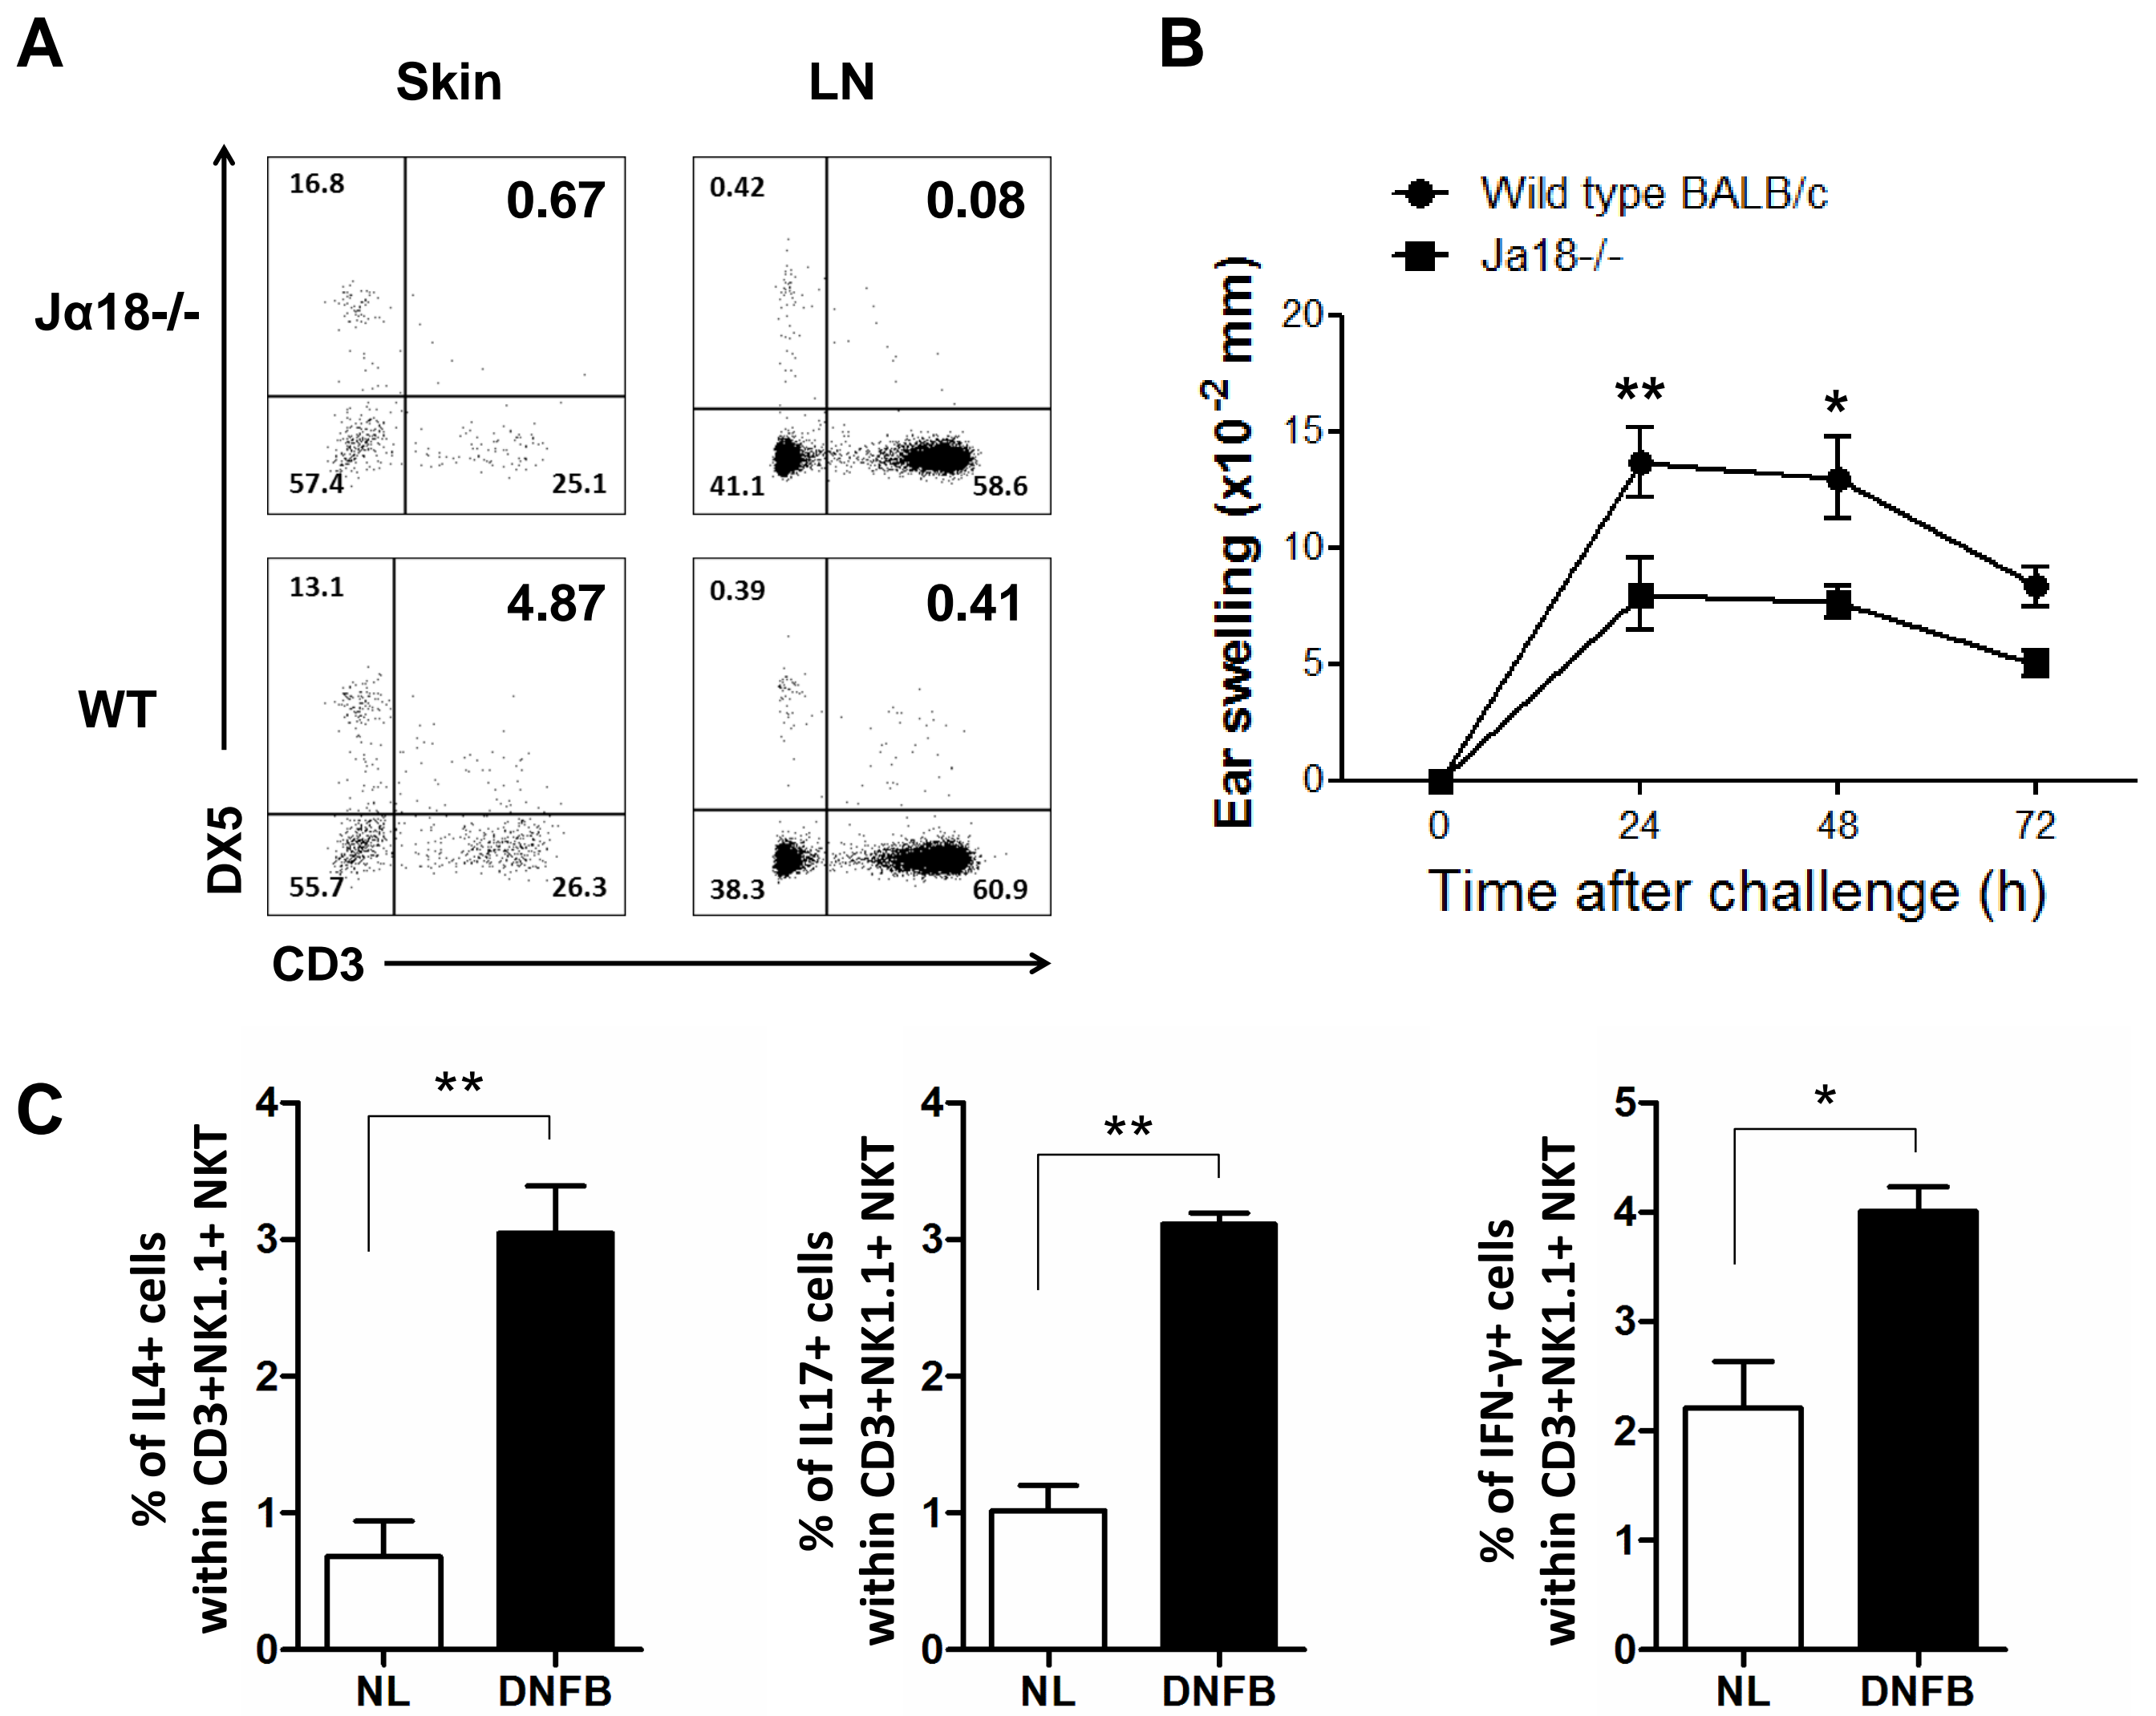 A
Skin
LN
Jα18-/-
16.8
0.67
57.4
25.1
0.42
0.08
41.1
58.6
WT
13.1
4.87
55.7
26.3
0.39
0.41
38.3
60.9
DX5
CD3
B
Wild type BALB/c
Ja18-/-
Ear swelling (x10-2 mm)
20
15
10
5
0
**
*
0
24
48
72
Time after challenge (h)
C
% of IL4+ cells
within CD3+NK1.1+ NKT
4
3
2
1
0
**
NL
DNFB
% of IL17+ cells
within CD3+NK1.1+ NKT
4
3
2
1
0
**
NL
DNFB
% of IFN-γ+ cells
within CD3+NK1.1+ NKT
5
4
3
2
1
0
*
NL
DNFB